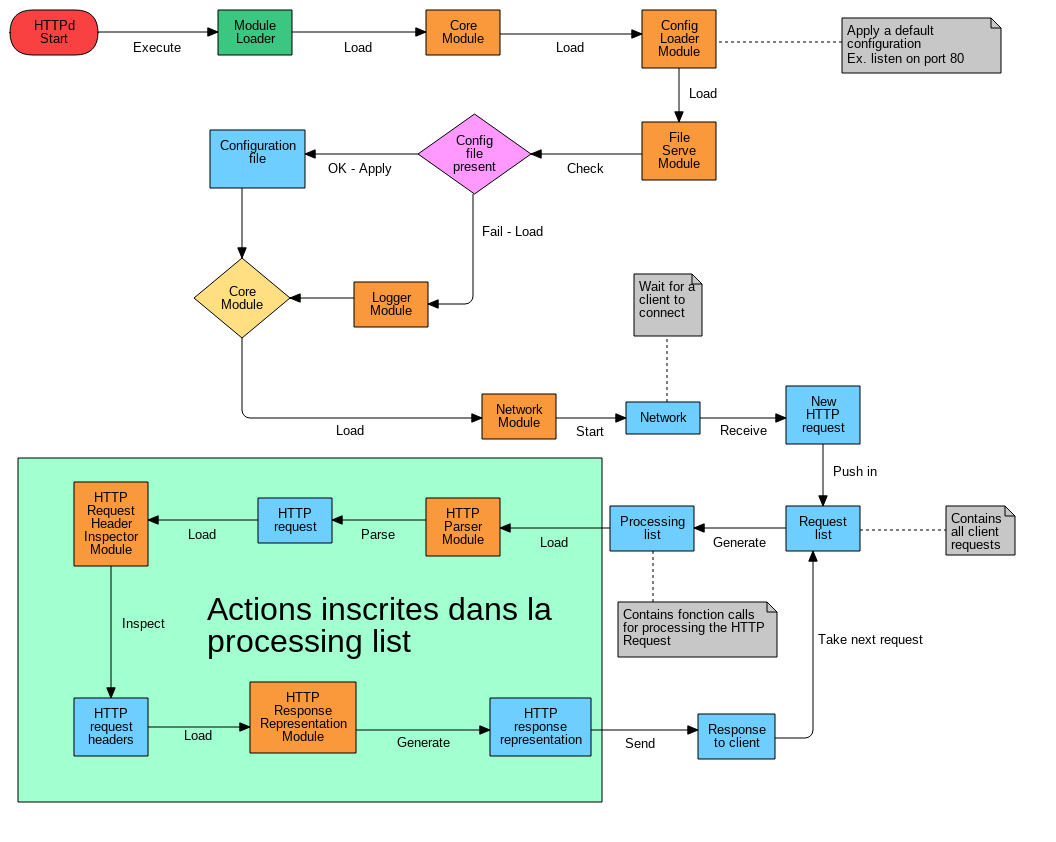 HTTPd
Start
Execute
Module
Loader
Load
Core
Module
Load
Config
Loader
Module
Apply a default
configuration
Ex. listen on port 80
Load
File
Serve
Module
Check
Config
file
present
OK - Apply
Configuration
file
Fail - Load
Logger
Module
Core
Module
Load
Network
Module
Start
Network
Wait for a
client to
connect
Receive
New
HTTP
request
Push in
Request
list
Contains
all client
requests
Generate
Processing
list
Contains fonction calls
for processing the HTTP
Request
Load
HTTP
Parser
Module
Parse
HTTP
request
Load
HTTP
Request
Header
Inspector
Module
Inspect
Actions inscrites dans la
processing list
HTTP
request
headers
Load
HTTP
Response
Representation
Module
Generate
HTTP
response
representation
Send
Response
to client
Take next request